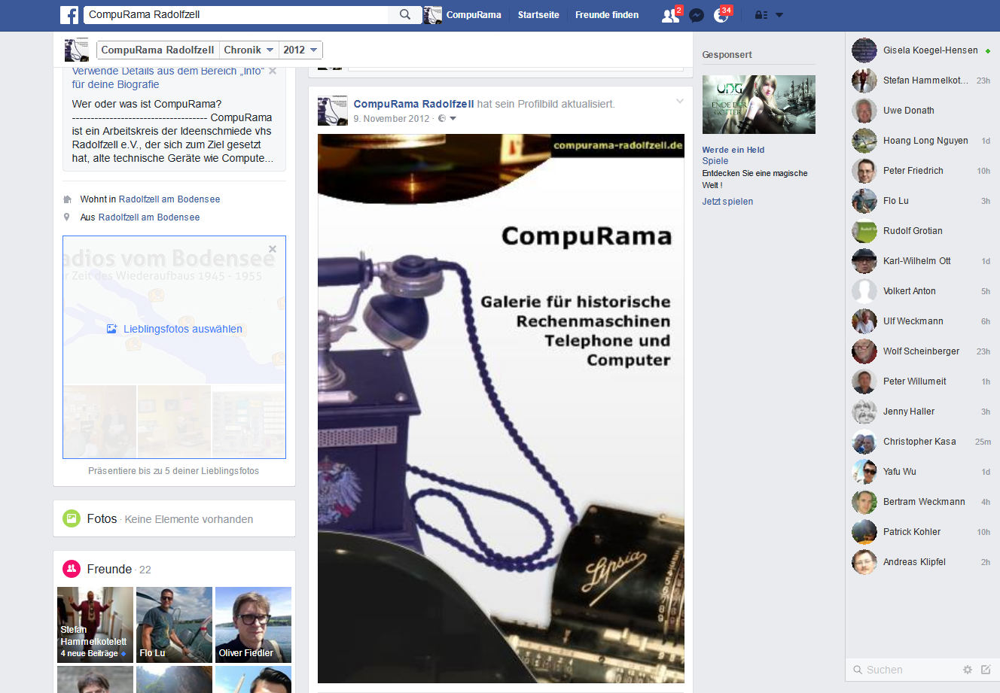 CompuRama Radolfzell
CompuRama
Startseite
Freunde finden
2
34
CompuRama Radolfzell
Chronik
2012
Verwende Details aus dem Bereich „Info“
für deine Biografie
Wer oder was ist CompuRama?
------------------------------------ CompuRama
ist ein Arbeitskreis der Ideenschmiede vhs
Radolfzell e.V., der sich zum Ziel gesetzt
hat, alte technische Geräte wie Compute...
Wohnt in Radolfzell am Bodensee
Aus Radolfzell am Bodensee
adios vom Bodensee
r Zeit des Wiederaufbaus 1945 - 1955
Lieblingsfotos auswählen
Präsentiere bis zu 5 deiner Lieblingsfotos
Fotos · Keine Elemente vorhanden
Freunde · 22
Stefan
Hammelkotelett
4 neue Beiträge
Flo Lu
Oliver Fiedler
CompuRama Radolfzell hat sein Profilbild aktualisiert.
9. November 2012 ·
compurama-radolfzell.de
CompuRama
Galerie für historische
Rechenmaschinen
Telephone und
Computer
Lipsia
Gesponsert
UDG
ENDE DER
GÖTTER
Werde ein Held
Spiele
Entdecken Sie eine magische
Welt !
Jetzt spielen
Gisela Koegel-Hensen
Stefan Hammelkot... 23h
Uwe Donath
Hoang Long Nguyen 1d
Peter Friedrich 10h
Flo Lu 3h
Rudolf Grotian
Karl-Wilhelm Ott 1d
Volkert Anton 5h
Ulf Weckmann 6h
Wolf Scheinberger 23h
Peter Willumeit 1h
Jenny Haller 3h
Christopher Kasa 25m
Yafu Wu 1d
Bertram Weckmann 4h
Patrick Kohler 10h
Andreas Klipfel 2h
Suchen